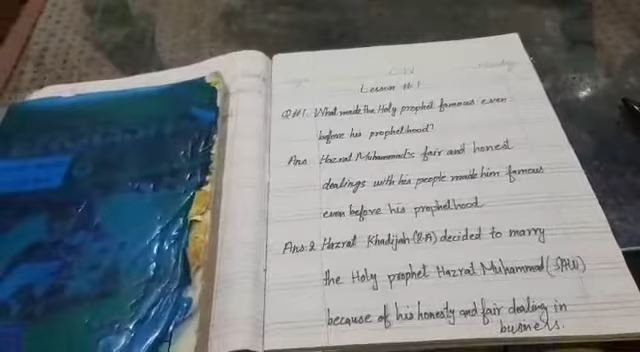 C.W
Lesson #1
Q#1. What made the Holy prophet famous even
before his prophethood?
Ans Hazrat Muhammad's fair and honest
dealings with his people made him famous
even before his prophethood
Ans:2 Hazrat Khadijah (RA) decided to marry
the Holy prophet Hazrat Muhammad (SAW)
because of his honesty and fair dealing in
busniess.